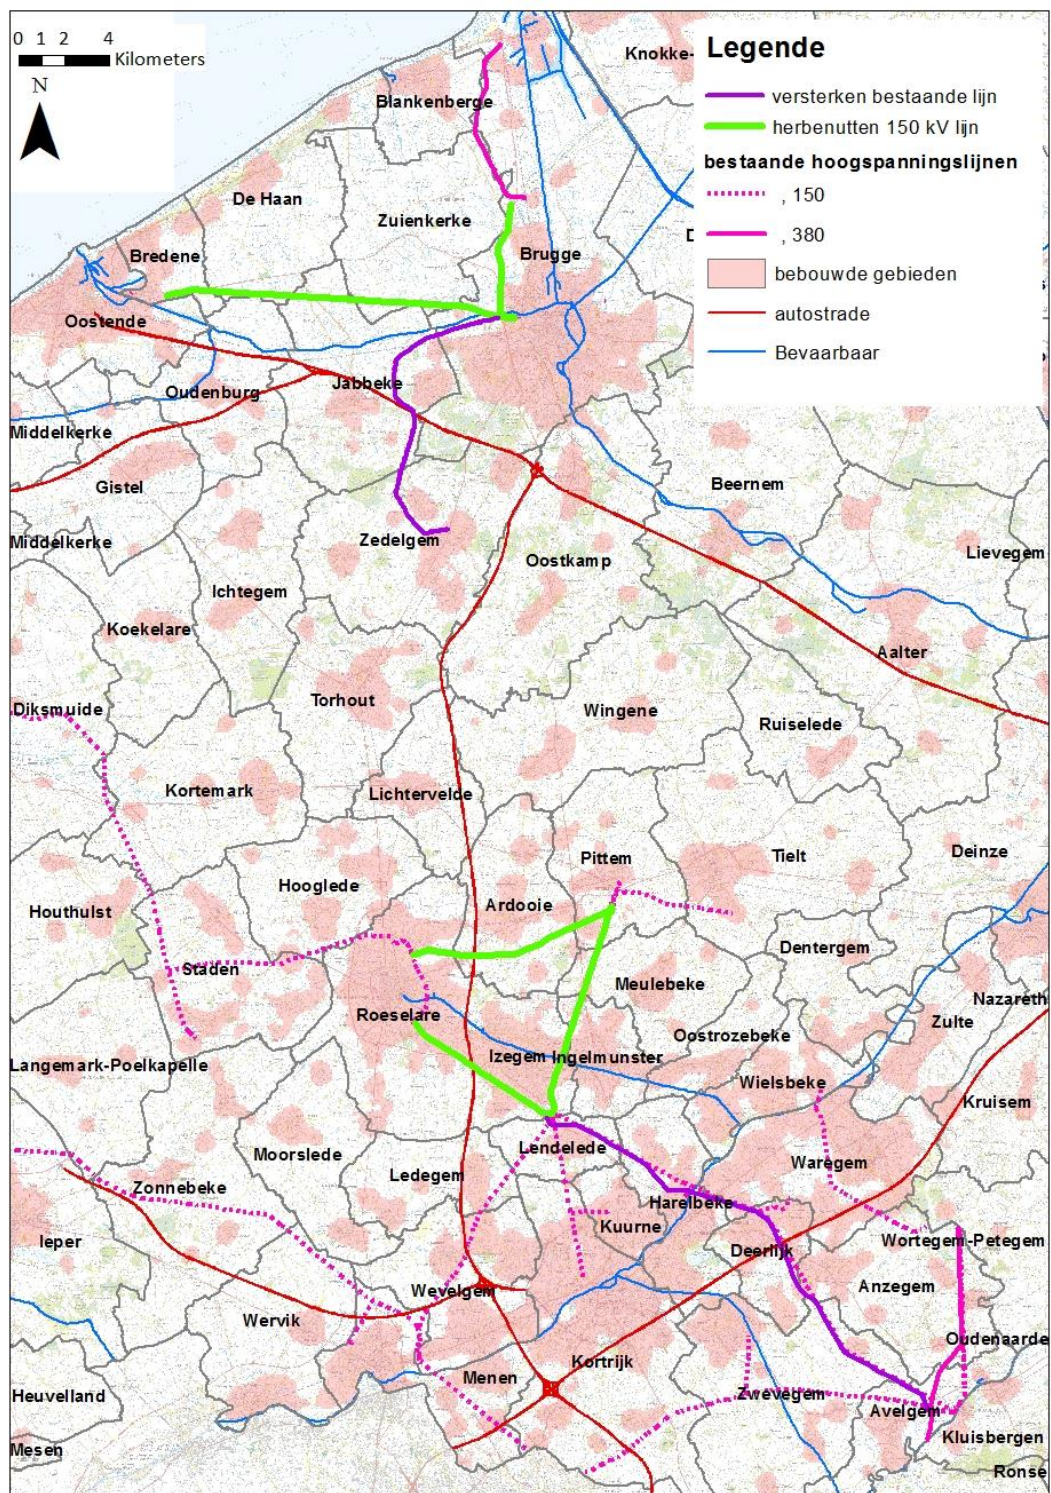 0 1 2 4
Kilometers
N
Legende
versterken bestaande lijn
herbenutten 150 kV lijn
bestaande hoogspanningslijnen
, 150
, 380
bebouwde gebieden
autostrade
Bevaarbaar
Knokke-
Blankenberge
De Haan
Zuienkerke
D
Bredene
Brugge
Oostende
Jabbeke
Oudenburg
Middelkerke
Gistel
Beernem
Middelkerke
Zedelgem
Oostkamp
Lievegem
Ichtegem
Koekelare
Aalter
Torhout
Diksmuide
Wingene
Ruiselede
Kortemark
Lichtervelde
Pittem
Tielt
Deinze
Hooglede
Houthulst
Ardooie
Dentergem
Staden
Meulebeke
Nazareth
Roeselare
Zulte
Oostrozebeke
Izegem
Ingelmunster
Langemark-Poelkapelle
Wielsbeke
Kruisem
Moorslede
Lendelede
Waregem
Ledegem
Zonnebeke
Harelbeke
Kuurne
Ieper
Deerlijk
Wortegem-Petegem
Wevelgem
Anzegem
Wervik
Oudenaarde
Kortrijk
Menen
Heuvelland
Zwevegem
Avelgem
Kluisbergen
Mesen
Ronse